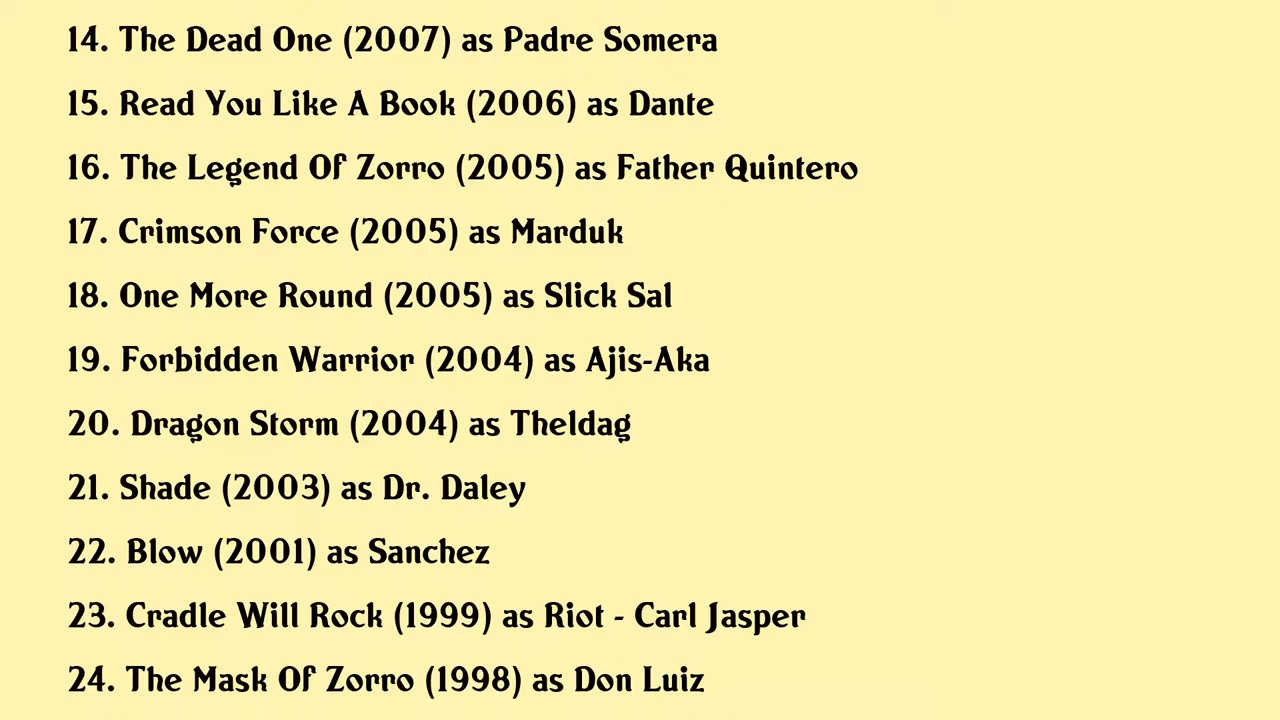 14. The Dead One (2007) as Padre Somera
15. Read You Like A Book (2006) as Dante
16. The Legend Of Zorro (2005) as Father Quintero
17. Crimson Force (2005) as Marduk
18. One More Round (2005) as Slick Sal
19. Forbidden Warrior (2004) as Ajis-Aka
20. Dragon Storm (2004) as Theldag
21. Shade (2003) as Dr. Daley
22. Blow (2001) as Sanchez
23. Cradle Will Rock (1999) as Riot - Carl Jasper
24. The Mask Of Zorro (1998) as Don Luiz